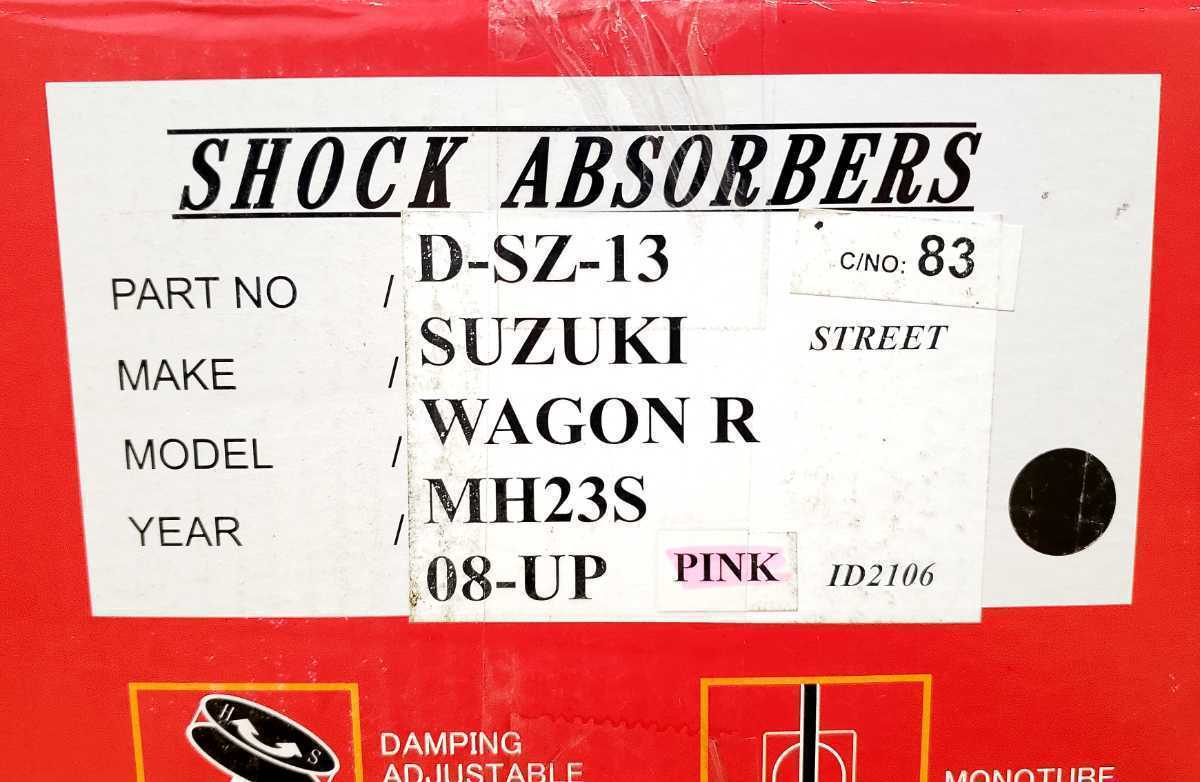 SHOCK ABSORBERS
PART NO / D-SZ-13 C/NO: 83
MAKE / SUZUKI STREET
MODEL / WAGON R
YEAR / MH23S
08-UP PINK ID2106
H S
DAMPING
ADJUSTABLE
MONOTUBE